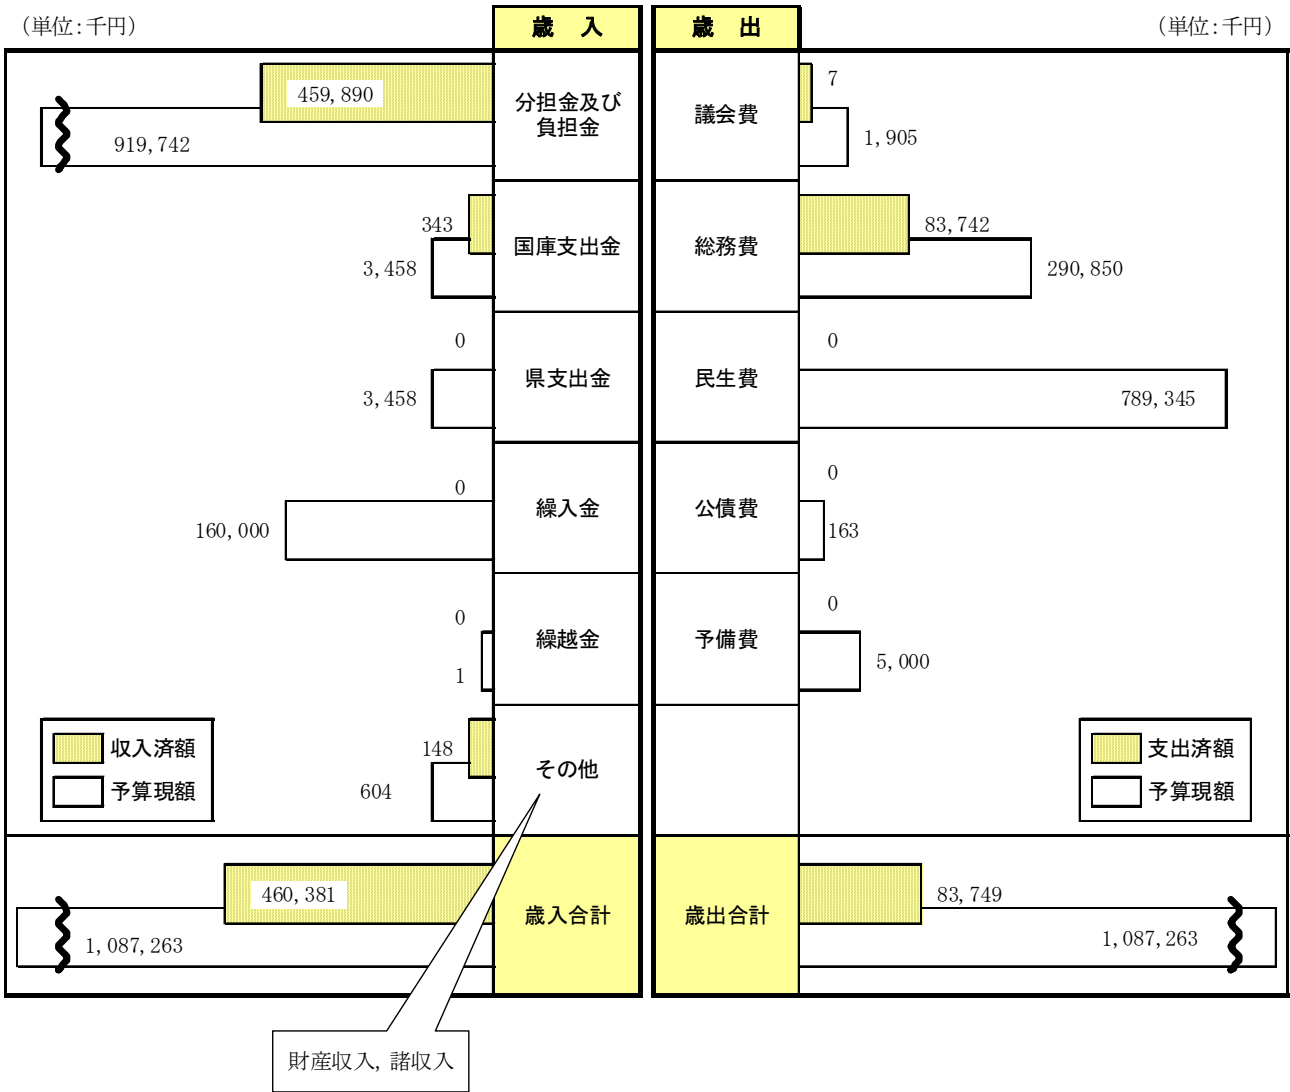 (単位:千円)
歳 入
歳 出
(単位:千円)
459,890
919,742
分担金及び
負担金
議会費
7
1,905
343
3,458
国庫支出金
総務費
83,742
290,850
0
3,458
県支出金
民生費
0
789,345
0
160,000
繰入金
公債費
0
163
0
1
繰越金
予備費
0
5,000
収入済額
予算現額
148
604
その他
支出済額
予算現額
460,381
1,087,263
歳入合計
歳出合計
83,749
1,087,263
財産収入,諸収入